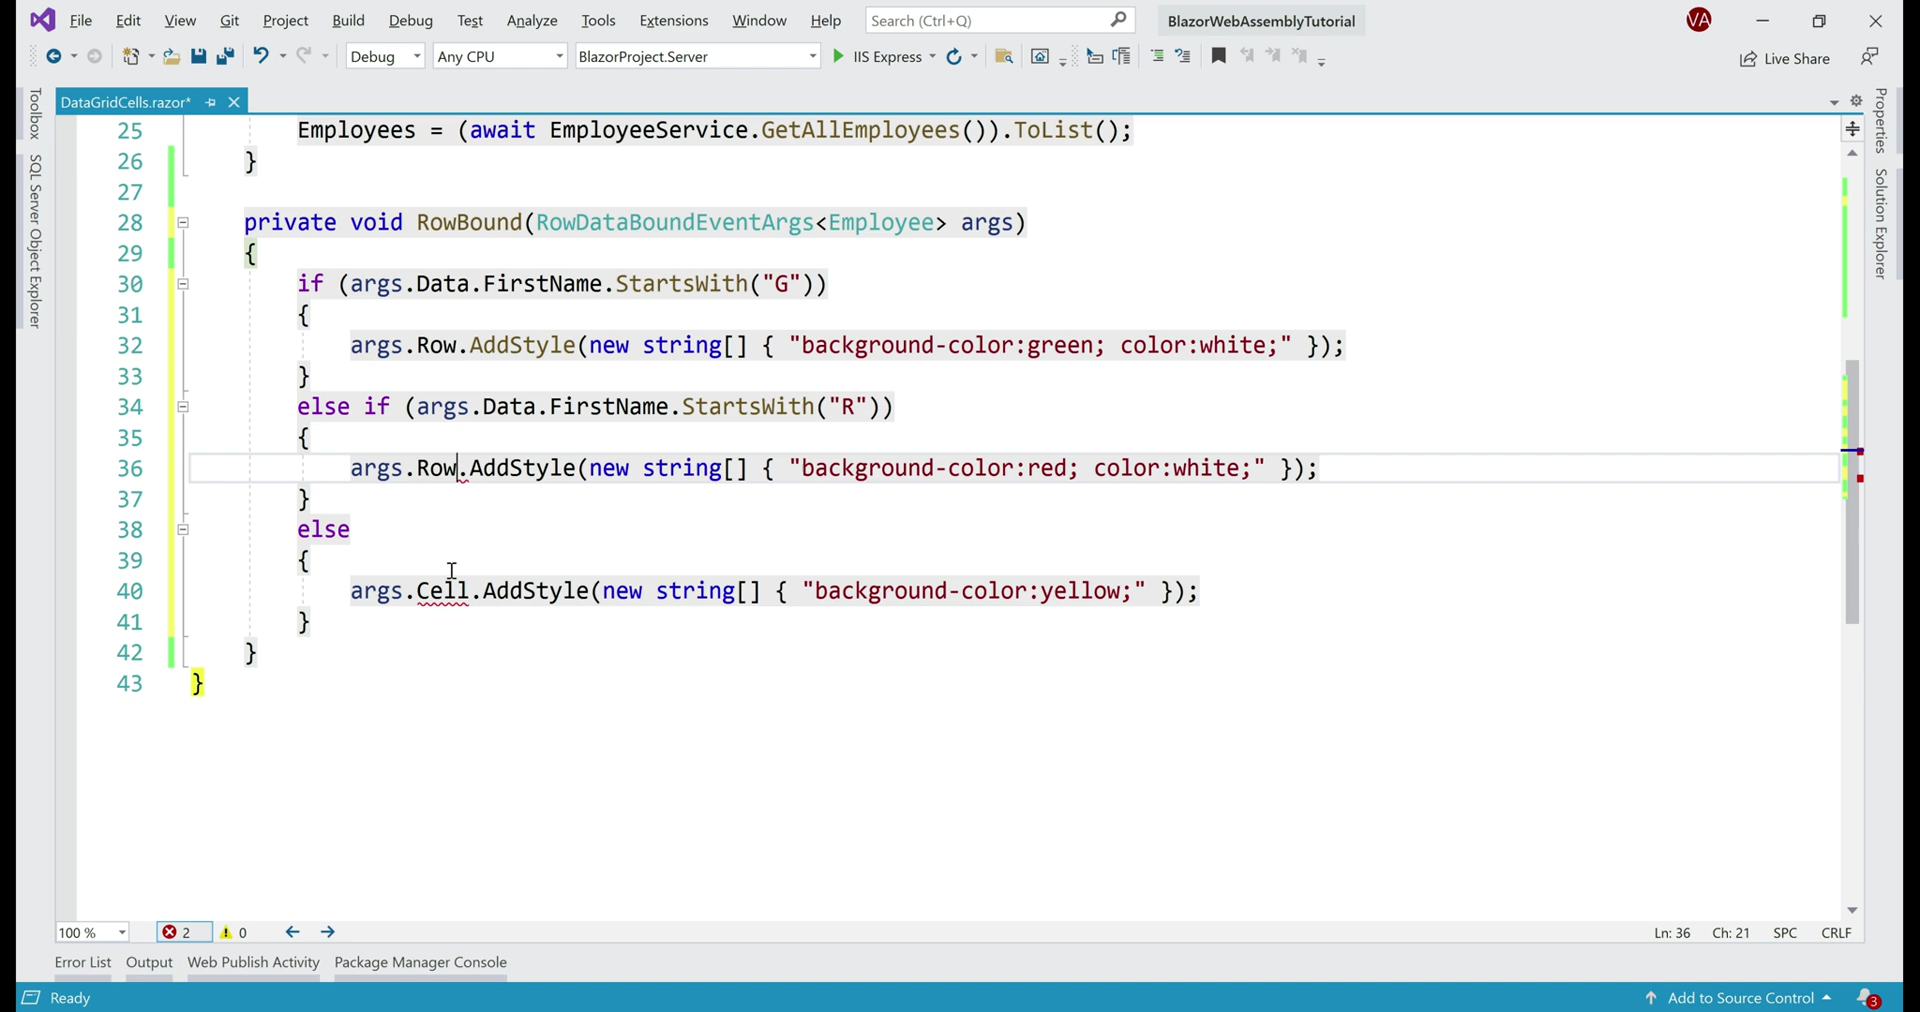 File Edit View Git Project Build Debug Test Analyze Tools Extensions Window Help Search (Ctrl+Q) BlazorWebAssemblyTutorial VA
Debug Any CPU BlazorProject.Server IIS Express Live Share
Toolbox
SQL Server Object Explorer
DataGridCells.razor*
25 Employees = (await EmployeeService.GetAllEmployees()).ToList();
26 }
27
28 private void RowBound(RowDataBoundEventArgs<Employee> args)
29 {
30 if (args.Data.FirstName.StartsWith("G"))
31 {
32 args.Row.AddStyle(new string[] { "background-color:green; color:white;" });
33 }
34 else if (args.Data.FirstName.StartsWith("R"))
35 {
36 args.Row.AddStyle(new string[] { "background-color:red; color:white;" });
37 }
38 else
39 {
40 args.Cell.AddStyle(new string[] { "background-color:yellow;" });
41 }
42 }
43 }
Properties
Solution Explorer
100 % 2 0 Ln: 36 Ch: 21 SPC CRLF
Error List Output Web Publish Activity Package Manager Console
Ready Add to Source Control 3